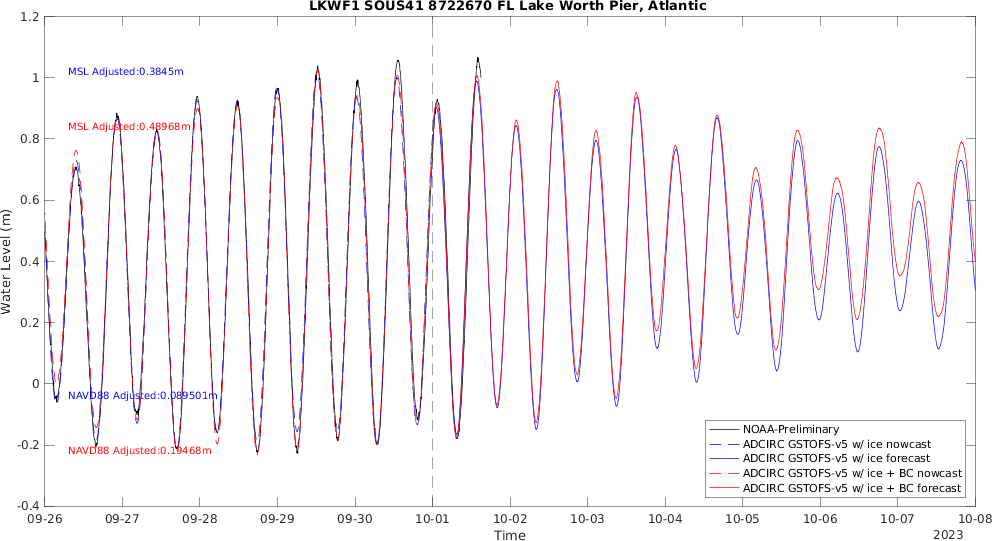 LKWF1 SOUS41 8722670 FL Lake Worth Pier, Atlantic
1.2
1
0.8
0.6
0.4
0.2
0
-0.2
-0.4
Water Level (m)
MSL Adjusted:0.3845m
MSL Adjusted:0.48968m
NAVD88 Adjusted:0.089501m
NAVD88 Adjusted:0.19468m
NOAA-Preliminary
ADCIRC GSTOFS-v5 w/ ice nowcast
ADCIRC GSTOFS-v5 w/ ice forecast
ADCIRC GSTOFS-v5 w/ ice + BC nowcast
ADCIRC GSTOFS-v5 w/ ice + BC forecast
09-26 09-27 09-28 09-29 09-30 10-01 10-02 10-03 10-04 10-05 10-06 10-07 10-08
Time
2023